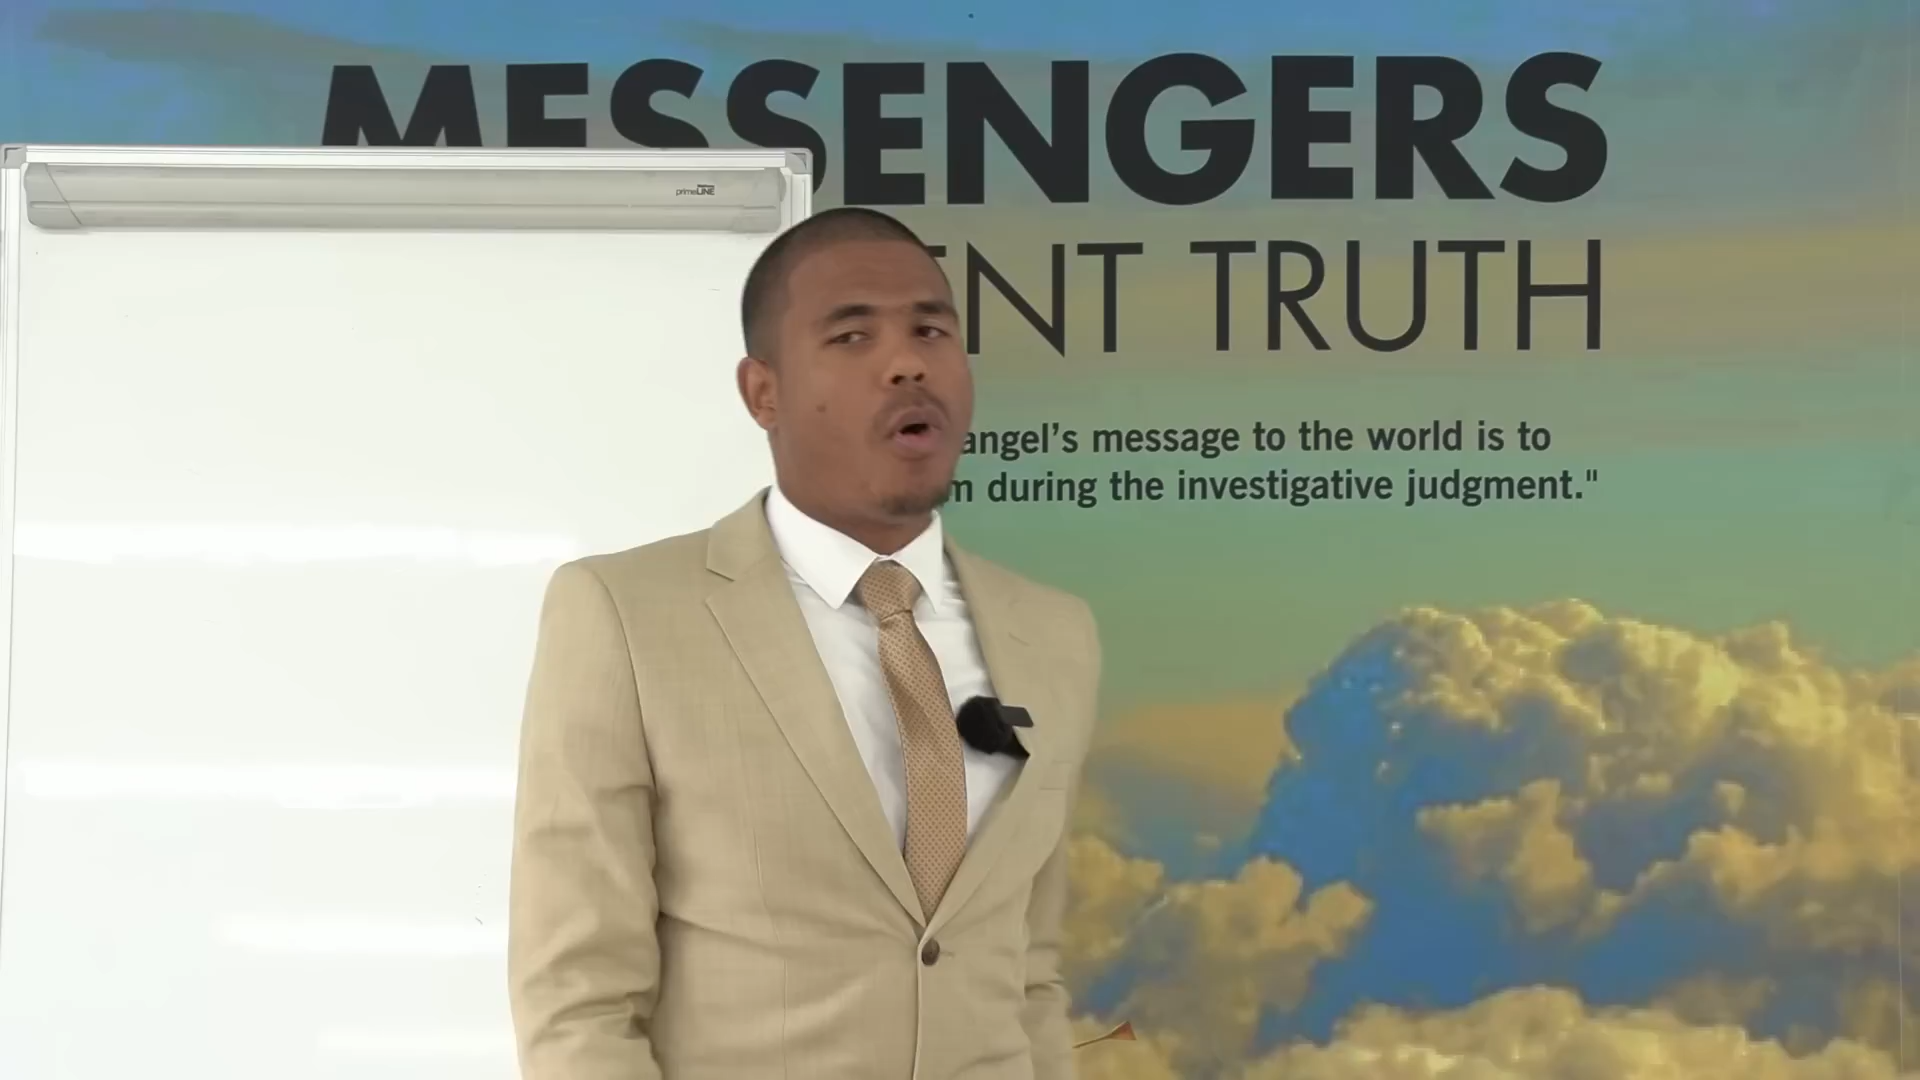 MESSENGERS
primeLINE
ENT TRUTH
angel's message to the world is to
m during the investigative judgment."